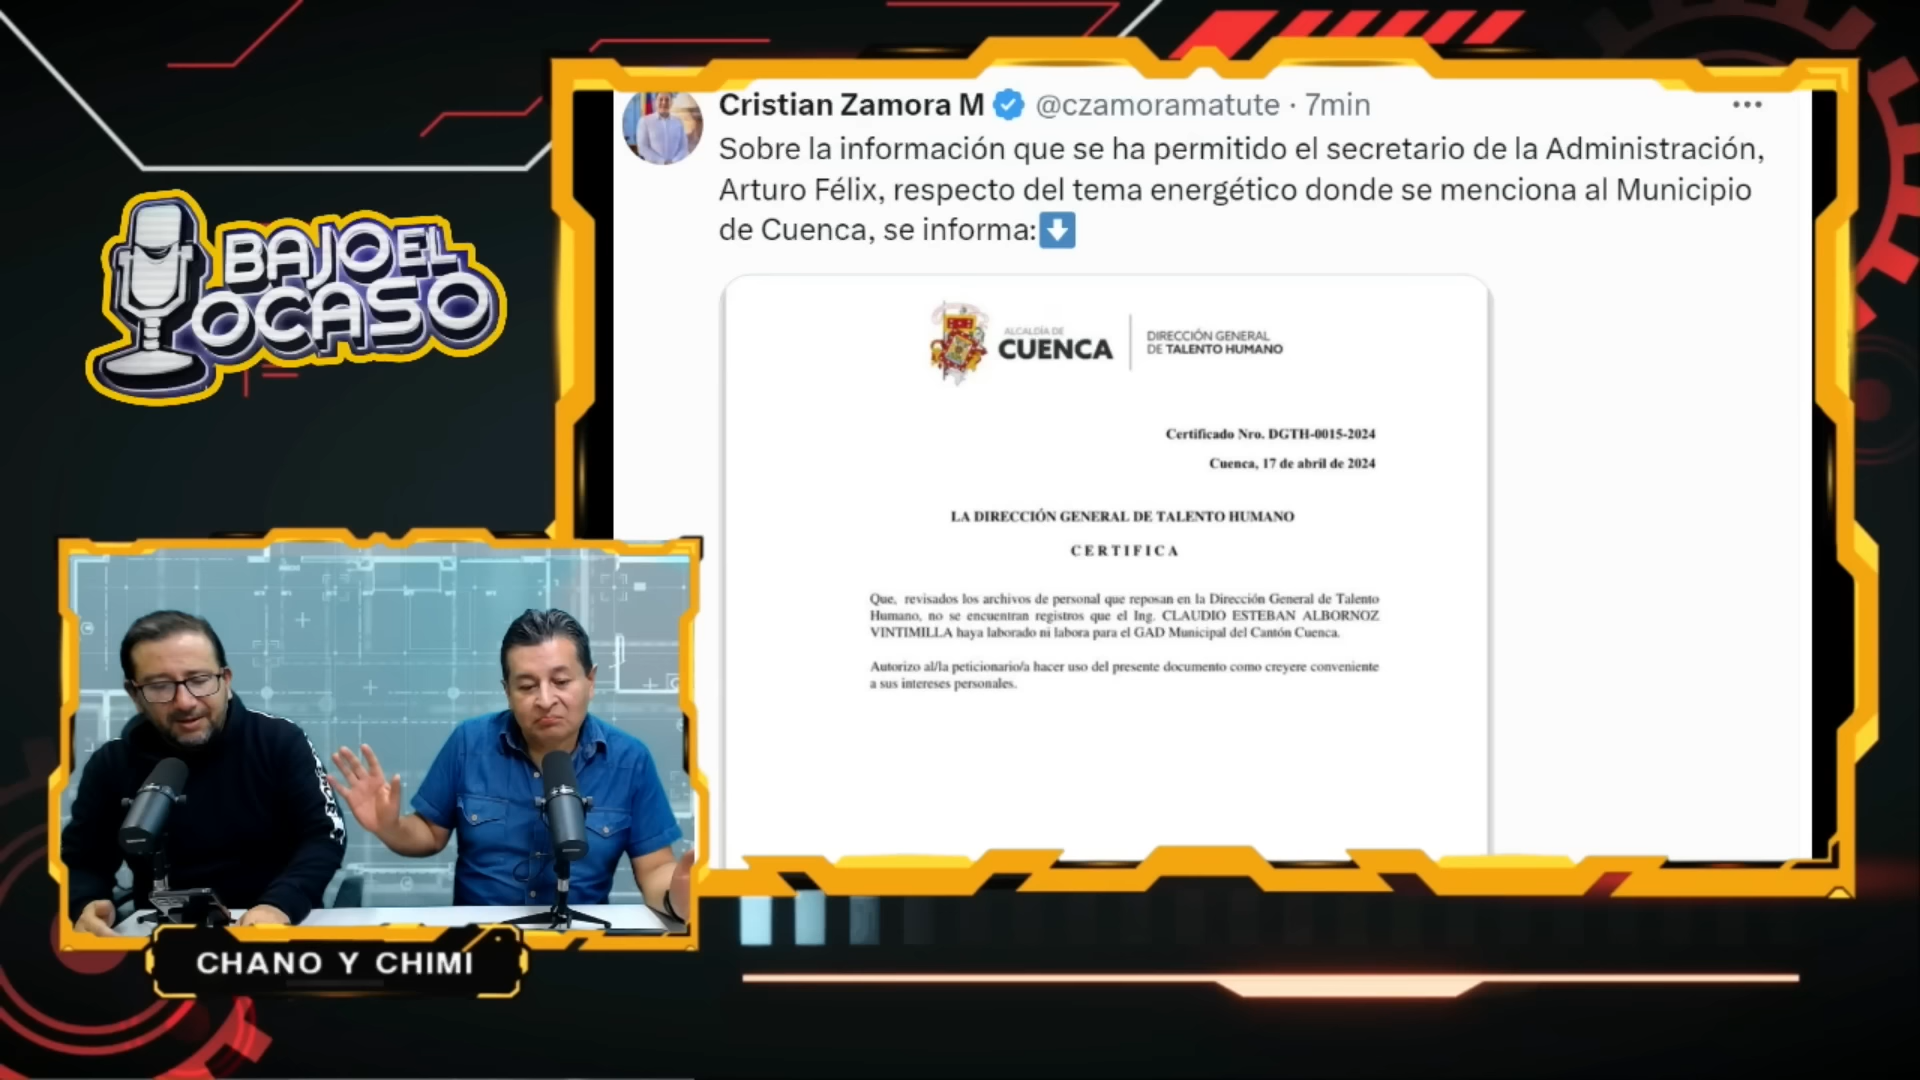 Cristian Zamora M @czamoramatute · 7min
Sobre la información que se ha permitido el secretario de la Administración,
Arturo Félix, respecto del tema energético donde se menciona al Municipio
de Cuenca, se informa:
BAJO EL
OCASO
ALCALDÍA DE
CUENCA
DIRECCIÓN GENERAL
DE TALENTO HUMANO
Certificado Nro. DGTH-0015-2024
Cuenca, 17 de abril de 2024
LA DIRECCIÓN GENERAL DE TALENTO HUMANO
CERTIFICA
Que, revisados los archivos de personal que reposan en la Dirección General de Talento
Humano, no se encuentran registros que el Ing. CLAUDIO ESTEBAN ALBORNOZ
VINTIMILLA haya laborado ni labora para el GAD Municipal del Cantón Cuenca.
Autorizo al/la peticionario/a hacer uso del presente documento como creyere conveniente
a sus intereses personales.
CHANO Y CHIMI